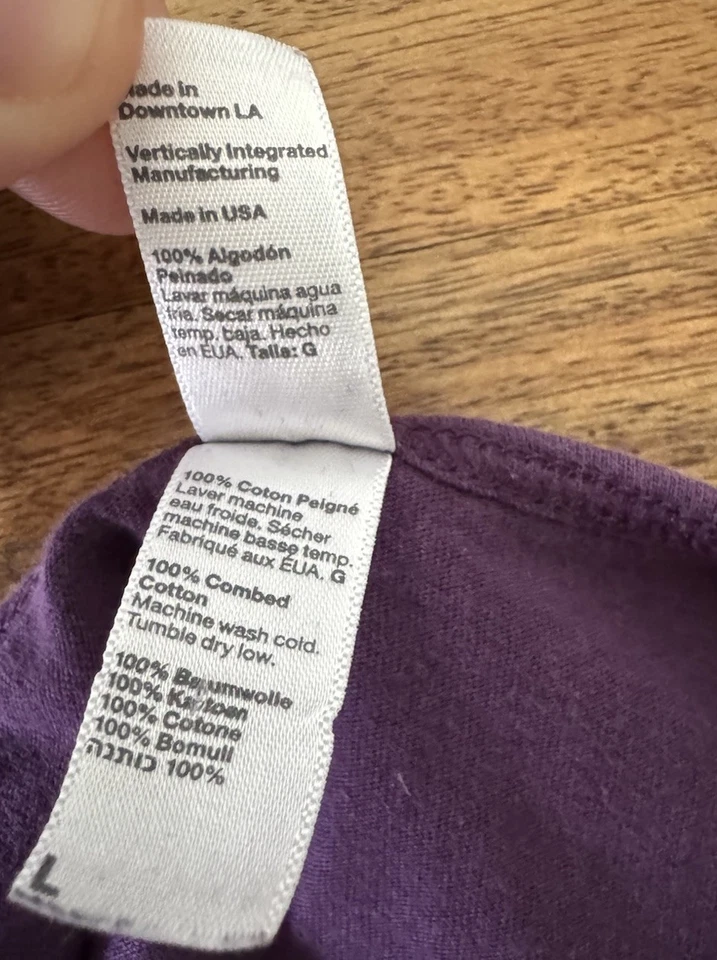 Made in
Downtown LA
Vertically Integrated
Manufacturing
Made in USA
100% Algodón
Peinado
Lavar máquina agua
fria. Secar máquina
temp. baja. Hecho
en EUA. Talla: G
100% Coton Peigné
Laver machine
eau froide. Sécher
machine basse temp.
Fabriqué aux EUA. G
100% Combed
Cotton
Machine wash cold.
Tumble dry low.
100% Baumwolle
100% Katoen
100% Cotone
100% Bomull
100% כותנה
L